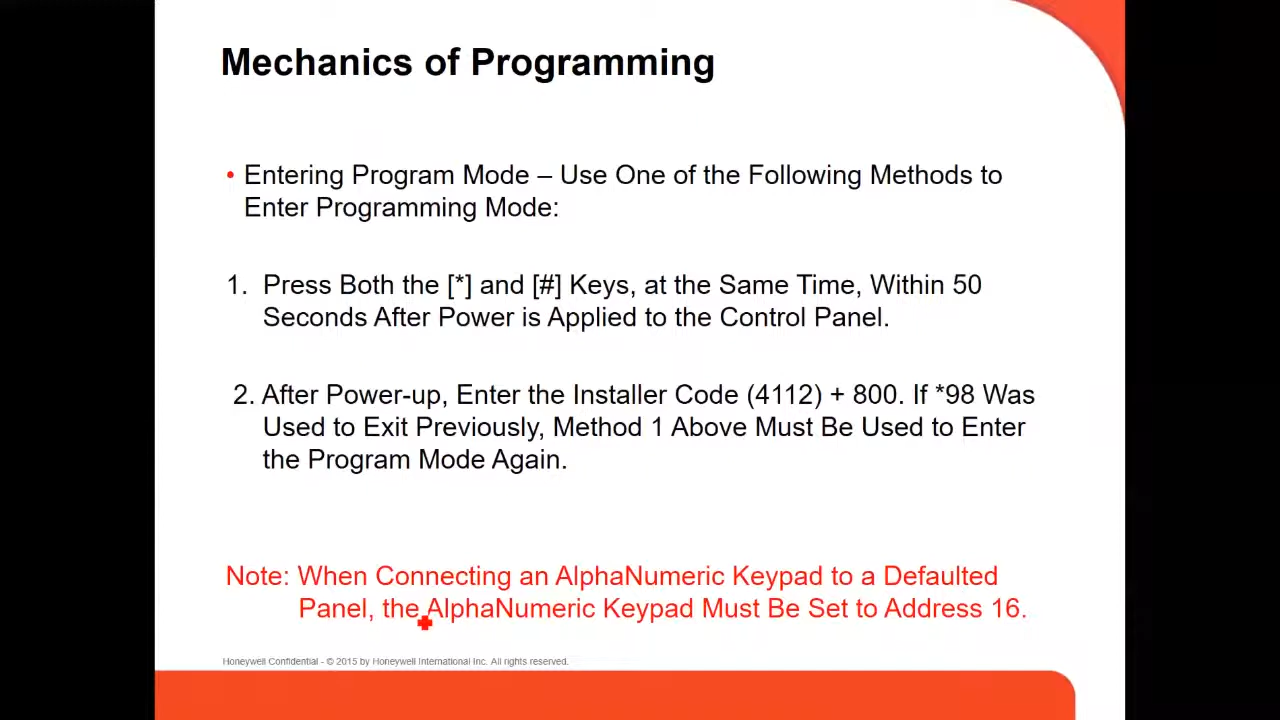 Mechanics of Programming
• Entering Program Mode – Use One of the Following Methods to
Enter Programming Mode:
1. Press Both the [*] and [#] Keys, at the Same Time, Within 50
Seconds After Power is Applied to the Control Panel.
2. After Power-up, Enter the Installer Code (4112) + 800. If *98 Was
Used to Exit Previously, Method 1 Above Must Be Used to Enter
the Program Mode Again.
Note: When Connecting an AlphaNumeric Keypad to a Defaulted
Panel, the AlphaNumeric Keypad Must Be Set to Address 16.
Honeywell Confidential - © 2015 by Honeywell International Inc. All rights reserved.